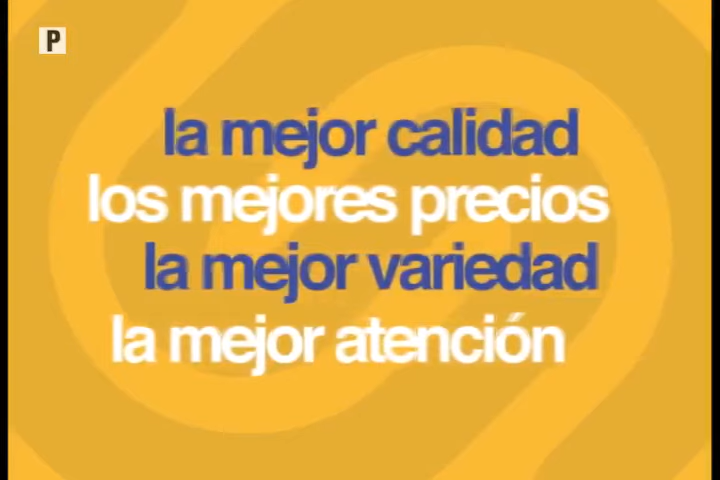 P
la mejor calidad
los mejores precios
la mejor variedad
la mejor atención